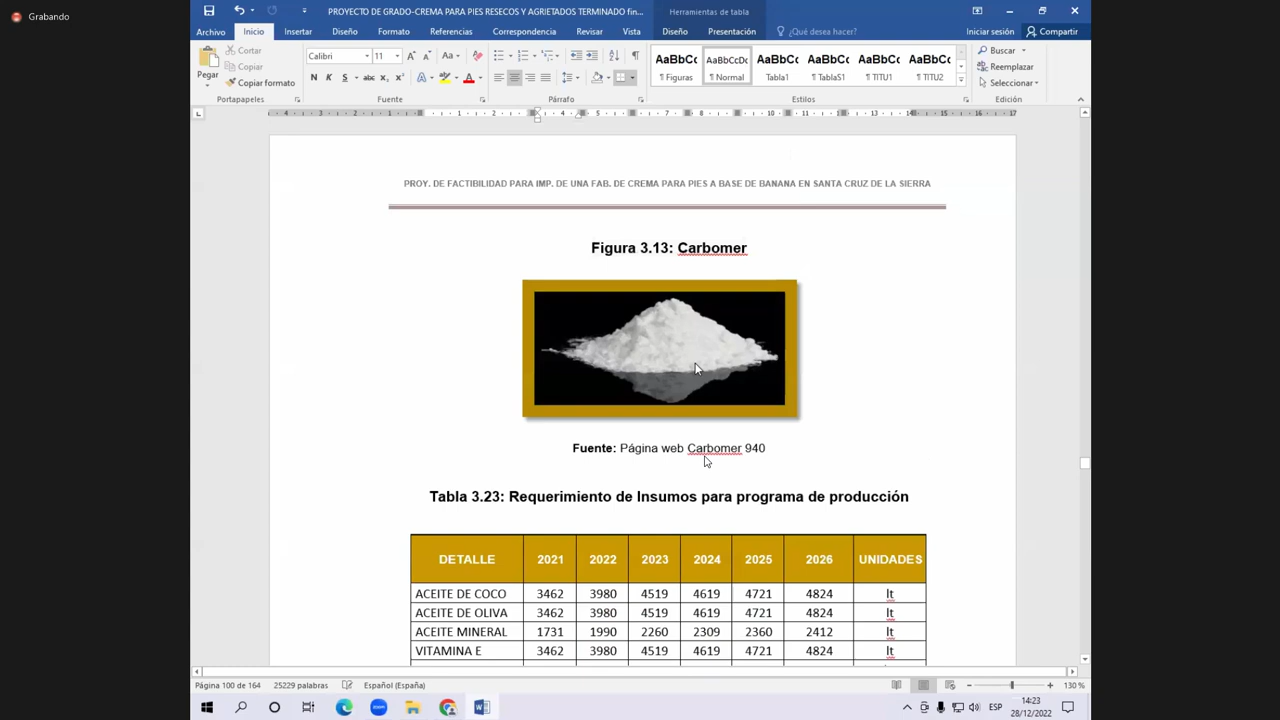 Grabando
PROYECTO DE GRADO-CREMA PARA PIES RESECOS Y AGRIETADOS TERMINADO fin...
Herramientas de tabla
Archivo Inicio Insertar Diseño Formato Referencias Correspondencia Revisar Vista Diseño Presentación ¿Qué desea hacer? Iniciar sesión Compartir
Pegar
Cortar
Copiar
Copiar formato
Portapapeles
Calibri 11
N K S abc
Fuente
Párrafo
AaBbCc AaBbCcDc AaBbCc AaBbCc AaBbCc AaBbCc
¶ Figuras ¶ Normal Tabla1 ¶ TablaS1 ¶ TITU1 ¶ TITU2
Estilos
Buscar
Reemplazar
Seleccionar
Edición
PROY. DE FACTIBILIDAD PARA IMP. DE UNA FAB. DE CREMA PARA PIES A BASE DE BANANA EN SANTA CRUZ DE LA SIERRA
Figura 3.13: Carbomer
Fuente: Página web Carbomer 940
Tabla 3.23: Requerimiento de Insumos para programa de producción
DETALLE 2021 2022 2023 2024 2025 2026 UNIDADES
ACEITE DE COCO 3462 3980 4519 4619 4721 4824 lt
ACEITE DE OLIVA 3462 3980 4519 4619 4721 4824 lt
ACEITE MINERAL 1731 1990 2260 2309 2360 2412 lt
VITAMINA E 3462 3980 4519 4619 4721 4824 lt
Página 100 de 164 25229 palabras Español (España) 130 %
ESP
14:23
28/12/2022